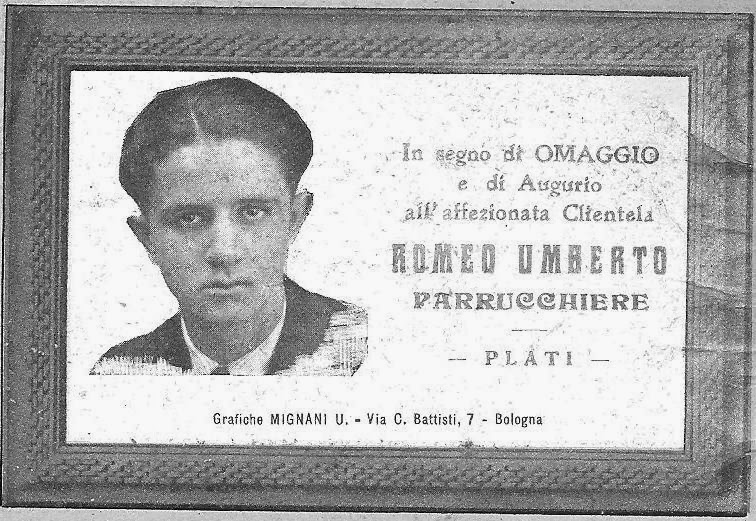 In segno di OMAGGIO
e di Augurio
all'affezionata Clientela
ROMEO UMBERTO
PARRUCCHIERE
— PLATI —
Grafiche MIGNANI U. - Via C. Battisti, 7 - Bologna